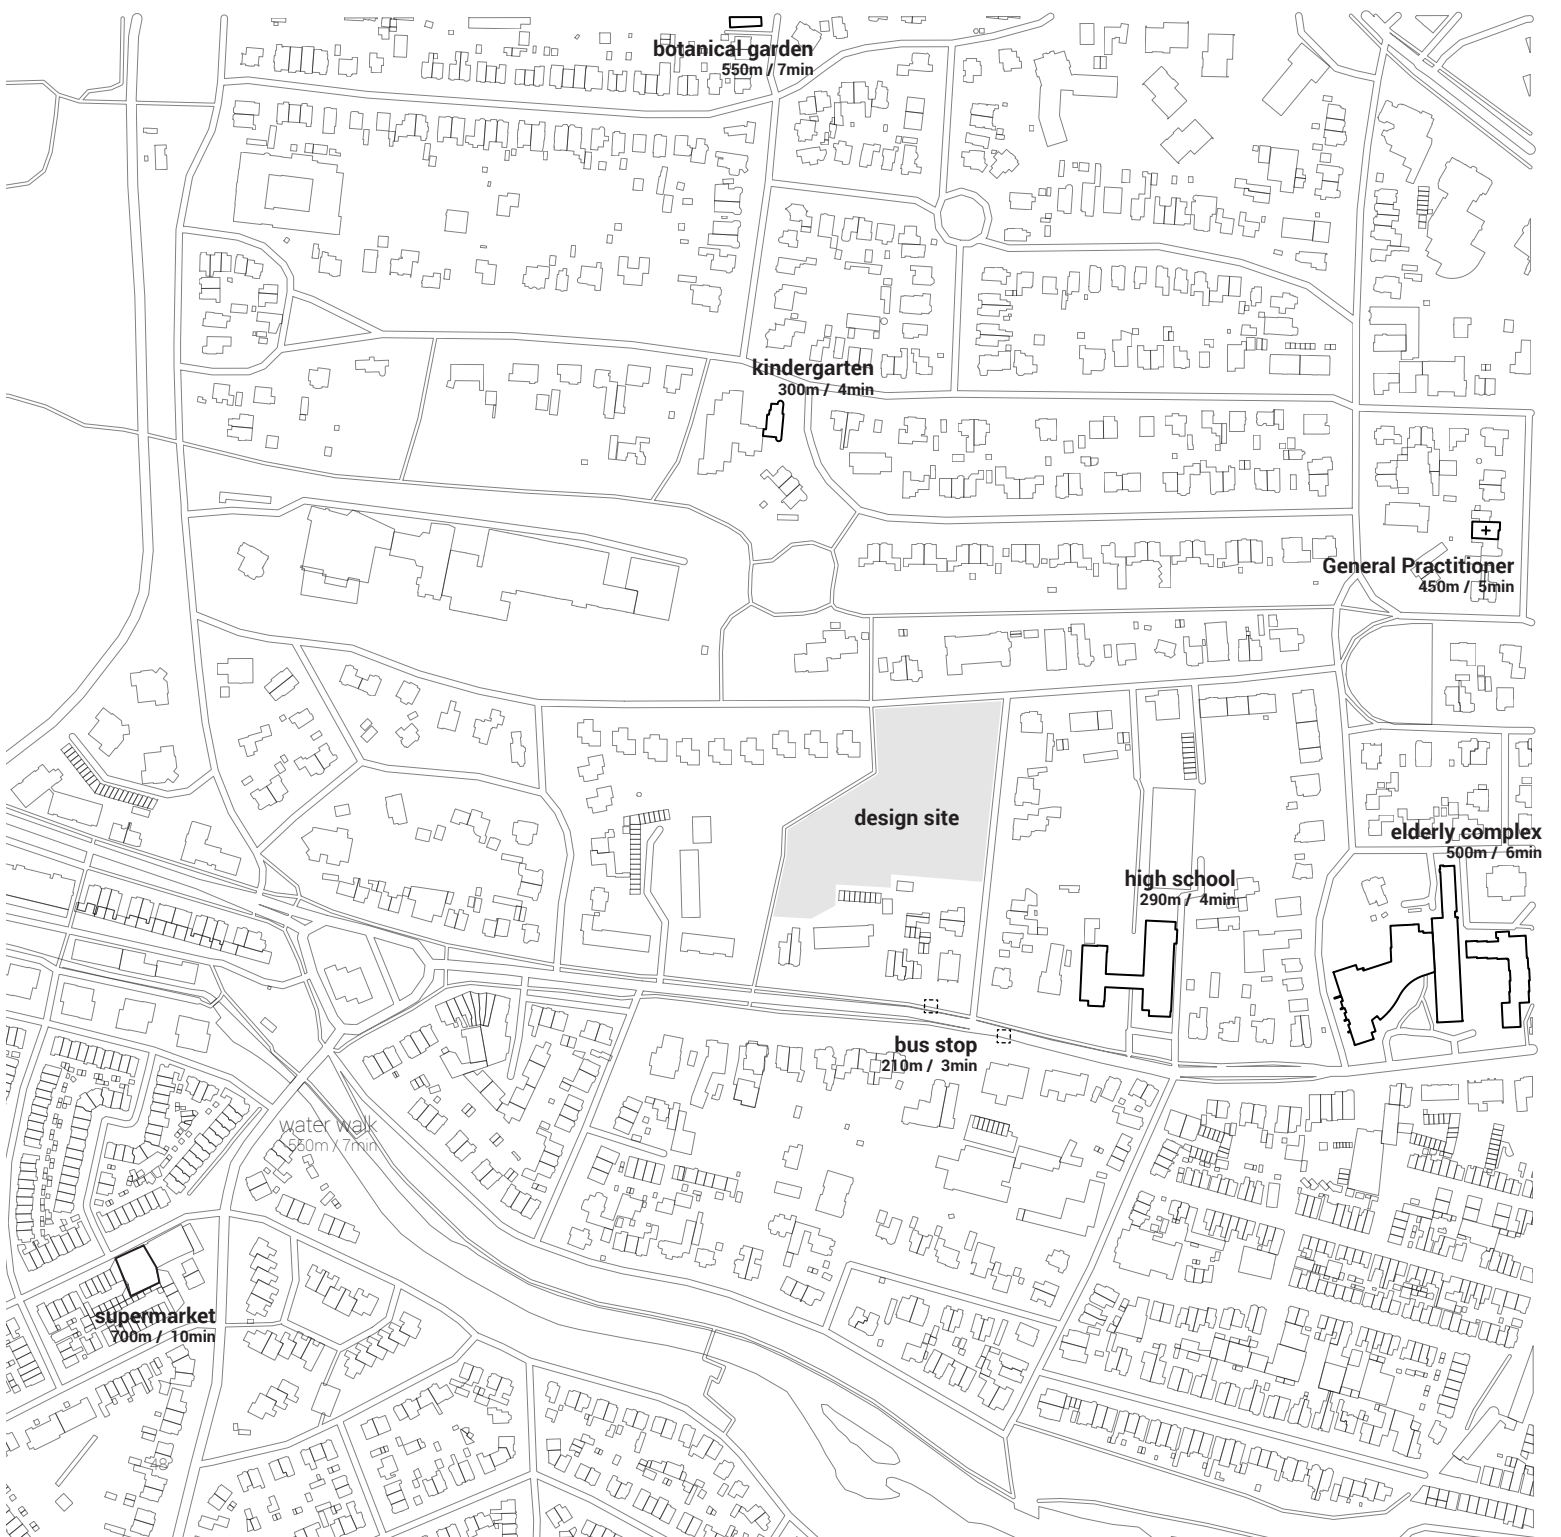 botanical garden
550m / 7min
kindergarten
300m / 4min
General Practitioner
450m / 5min
design site
elderly complex
500m / 6min
high school
290m / 4min
bus stop
210m / 3min
water walk
550m / 7min
supermarket
700m / 10min
48